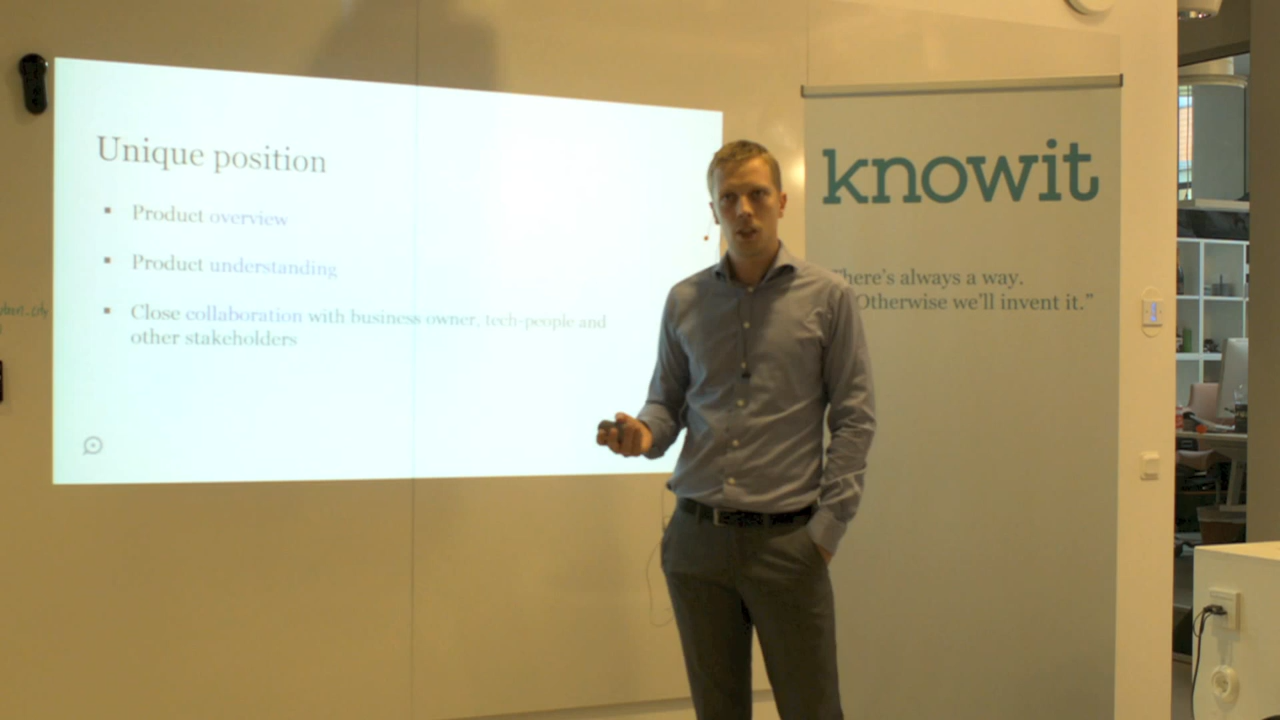 Unique position
Product overview
Product understanding
Close collaboration with business owner, tech-people and
other stakeholders
knowit
here's always a way.
Otherwise we'll invent it."